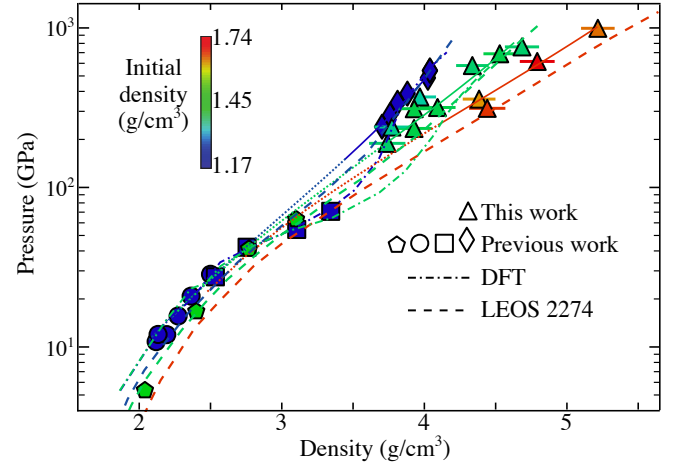 10³
10²
10¹
Pressure (GPa)
Initial
density
(g/cm³)
1.74
1.45
1.17
This work
Previous work
DFT
LEOS 2274
2
3
4
5
Density (g/cm³)